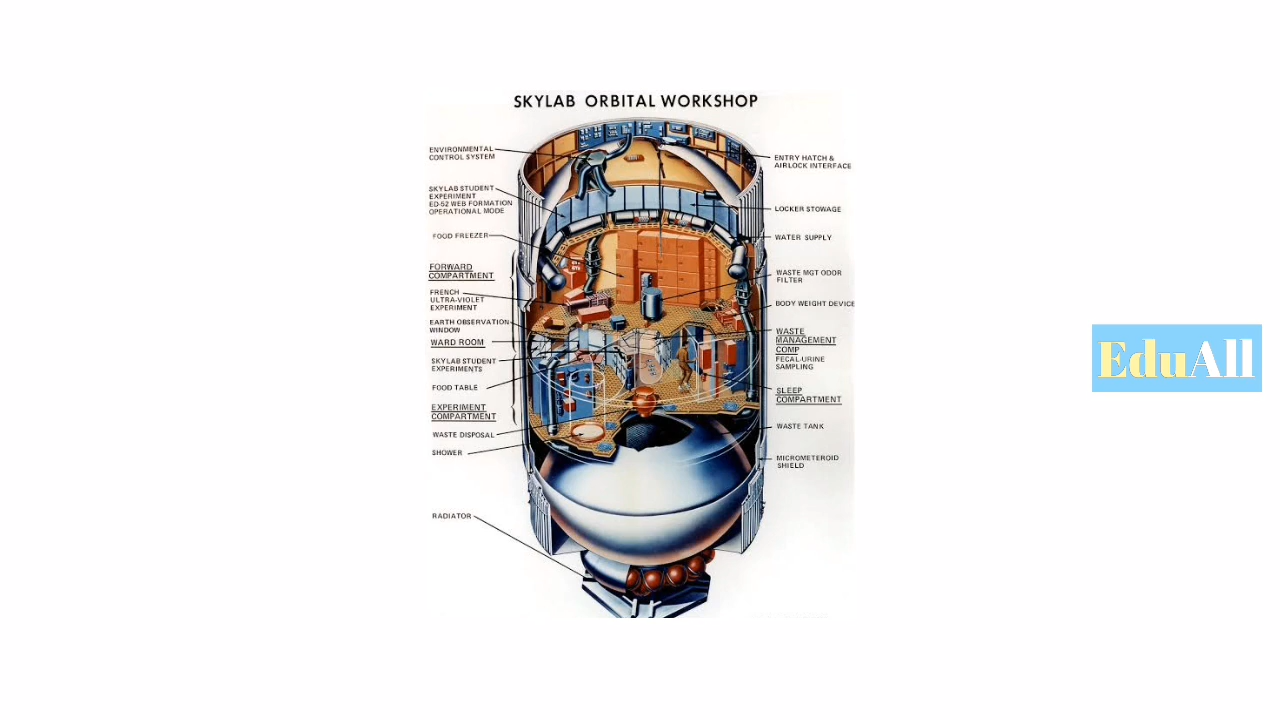 SKYLAB ORBITAL WORKSHOP
ENVIRONMENTAL
CONTROL SYSTEM
SKYLAB STUDENT
EXPERIMENT
ED-52 WEB FORMATION
OPERATIONAL MODE
FOOD FREEZER
FORWARD
COMPARTMENT
FRENCH
ULTRA-VIOLET
EXPERIMENT
EARTH OBSERVATION
WINDOW
WARD ROOM
SKYLAB STUDENT
EXPERIMENTS
FOOD TABLE
EXPERIMENT
COMPARTMENT
WASTE DISPOSAL
SHOWER
RADIATOR
ENTRY HATCH &
AIRLOCK INTERFACE
LOCKER STOWAGE
WATER SUPPLY
WASTE MGT ODOR
FILTER
BODY WEIGHT DEVICE
WASTE
MANAGEMENT
COMP
FECAL-URINE
SAMPLING
SLEEP
COMPARTMENT
WASTE TANK
MICROMETEROID
SHIELD
EduAll